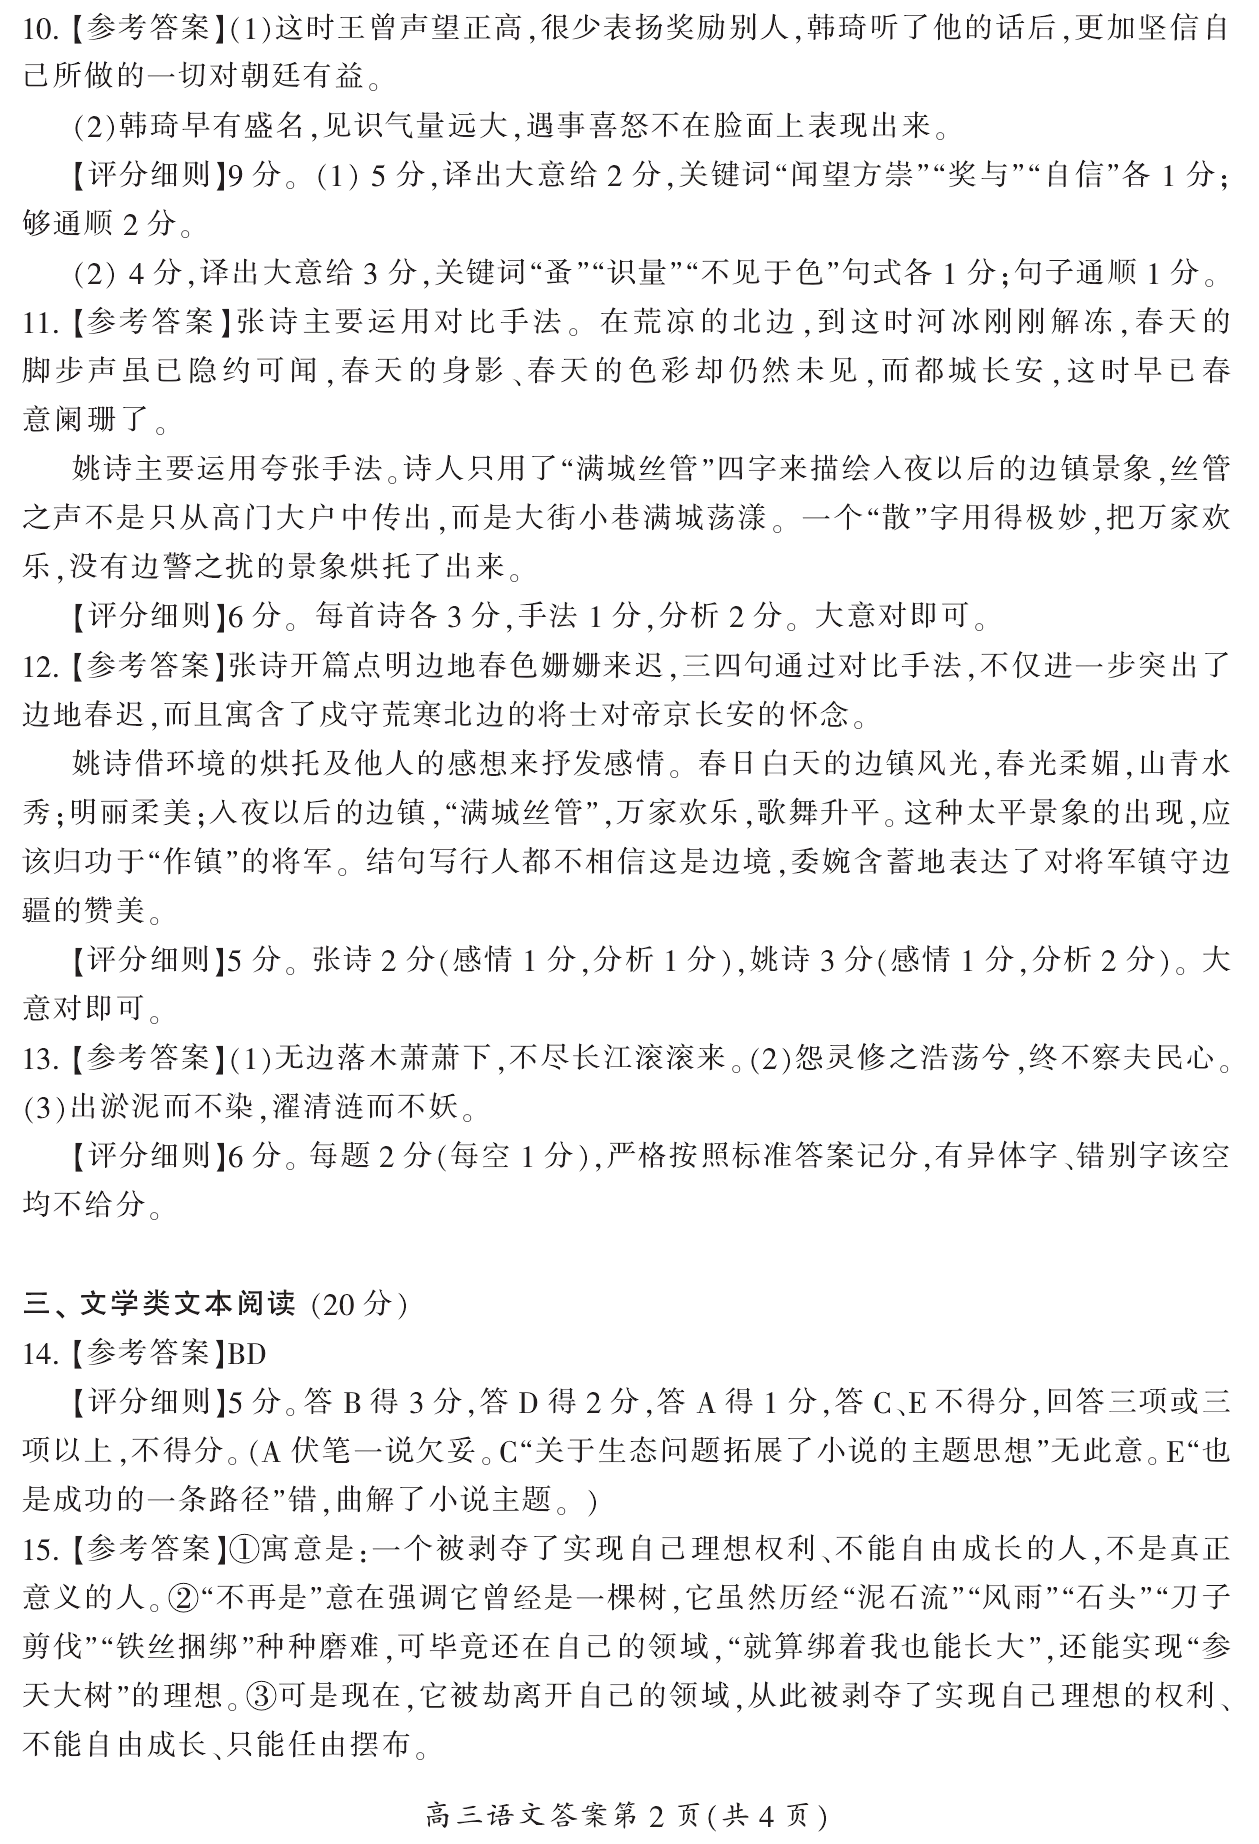 10.【参考答案】(1)这时王曾声望正高,很少表扬奖励别人,韩琦听了他的话后,更加坚信自
己所做的一切对朝廷有益。
(2)韩琦早有盛名,见识气量远大,遇事喜怒不在脸面上表现出来。
【评分细则】9分。(1) 5分,译出大意给2分,关键词“闻望方崇”“奖与”“自信”各1分;
够通顺2分。
(2) 4分,译出大意给3分,关键词“蚤”“识量”“不见于色”句式各1分;句子通顺1分。
11.【参考答案】张诗主要运用对比手法。在荒凉的北边,到这时河冰刚刚解冻,春天的
脚步声虽已隐约可闻,春天的身影、春天的色彩却仍然未见,而都城长安,这时早已春
意阑珊了。
姚诗主要运用夸张手法。诗人只用了“满城丝管”四字来描绘入夜以后的边镇景象,丝管
之声不是只从高门大户中传出,而是大街小巷满城荡漾。一个“散”字用得极妙,把万家欢
乐,没有边警之扰的景象烘托了出来。
【评分细则】6分。每首诗各3分,手法1分,分析2分。大意对即可。
12.【参考答案】张诗开篇点明边地春色姗姗来迟,三四句通过对比手法,不仅进一步突出了
边地春迟,而且寓含了戍守荒寒北边的将士对帝京长安的怀念。
姚诗借环境的烘托及他人的感想来抒发感情。春日白天的边镇风光,春光柔媚,山青水
秀;明丽柔美;入夜以后的边镇,“满城丝管”,万家欢乐,歌舞升平。这种太平景象的出现,应
该归功于“作镇”的将军。结句写行人都不相信这是边境,委婉含蓄地表达了对将军镇守边
疆的赞美。
【评分细则】5分。张诗2分(感情1分,分析1分),姚诗3分(感情1分,分析2分)。大
意对即可。
13.【参考答案】(1)无边落木萧萧下,不尽长江滚滚来。(2)怨灵修之浩荡兮,终不察夫民心。
(3)出淤泥而不染,濯清涟而不妖。
【评分细则】6分。每题2分(每空1分),严格按照标准答案记分,有异体字、错别字该空
均不给分。
三、文学类文本阅读(20分)
14.【参考答案】BD
【评分细则】5分。答B得3分,答D得2分,答A得1分,答C、E不得分,回答三项或三
项以上,不得分。(A伏笔一说欠妥。C“关于生态问题拓展了小说的主题思想”无此意。E“也
是成功的一条路径”错,曲解了小说主题。)
15.【参考答案】①寓意是:一个被剥夺了实现自己理想权利、不能自由成长的人,不是真正
意义的人。②“不再是”意在强调它曾经是一棵树,它虽然历经“泥石流”“风雨”“石头”“刀子
剪伐”“铁丝捆绑”种种磨难,可毕竟还在自己的领域,“就算绑着我也能长大”,还能实现“参
天大树”的理想。③可是现在,它被劫离开自己的领域,从此被剥夺了实现自己理想的权利、
不能自由成长、只能任由摆布。
高三语文答案第2页(共4页)